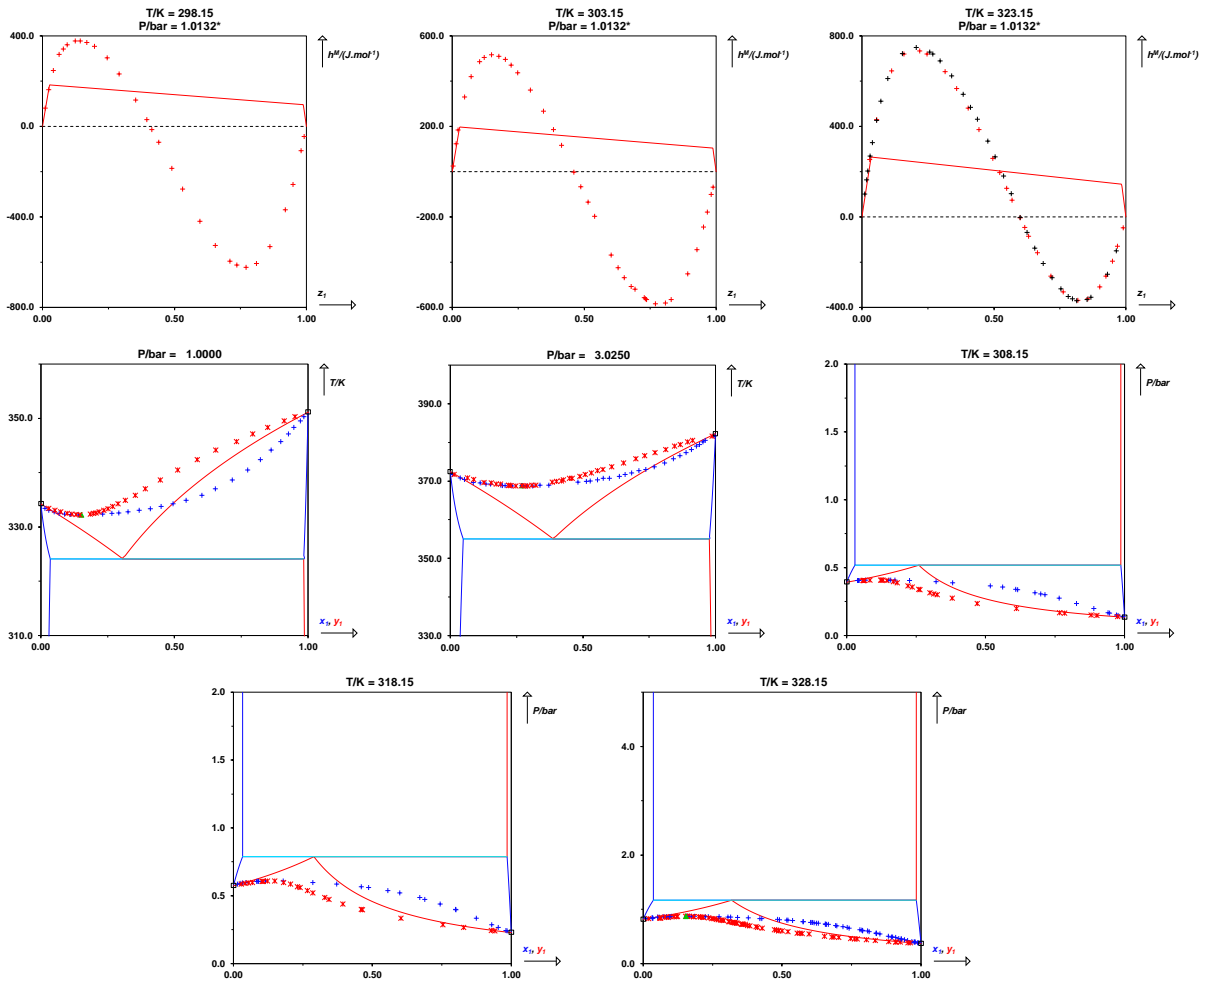 T/K = 298.15
P/bar = 1.0132*
400.0
0.0
-400.0
-800.0
0.00
0.50
1.00
hᴹ/(J.mol⁻¹)
z₁
T/K = 303.15
P/bar = 1.0132*
600.0
200.0
-200.0
-600.0
0.00
0.50
1.00
hᴹ/(J.mol⁻¹)
z₁
T/K = 323.15
P/bar = 1.0132*
800.0
400.0
0.0
-400.0
0.00
0.50
1.00
hᴹ/(J.mol⁻¹)
z₁
P/bar = 1.0000
350.0
330.0
310.0
0.00
0.50
1.00
T/K
x₁, y₁
P/bar = 3.0250
390.0
370.0
350.0
330.0
0.00
0.50
1.00
T/K
x₁, y₁
T/K = 308.15
2.0
1.5
1.0
0.5
0.0
0.00
0.50
1.00
P/bar
x₁, y₁
T/K = 318.15
2.0
1.5
1.0
0.5
0.0
0.00
0.50
1.00
P/bar
x₁, y₁
T/K = 328.15
4.0
2.0
0.0
0.00
0.50
1.00
P/bar
x₁, y₁